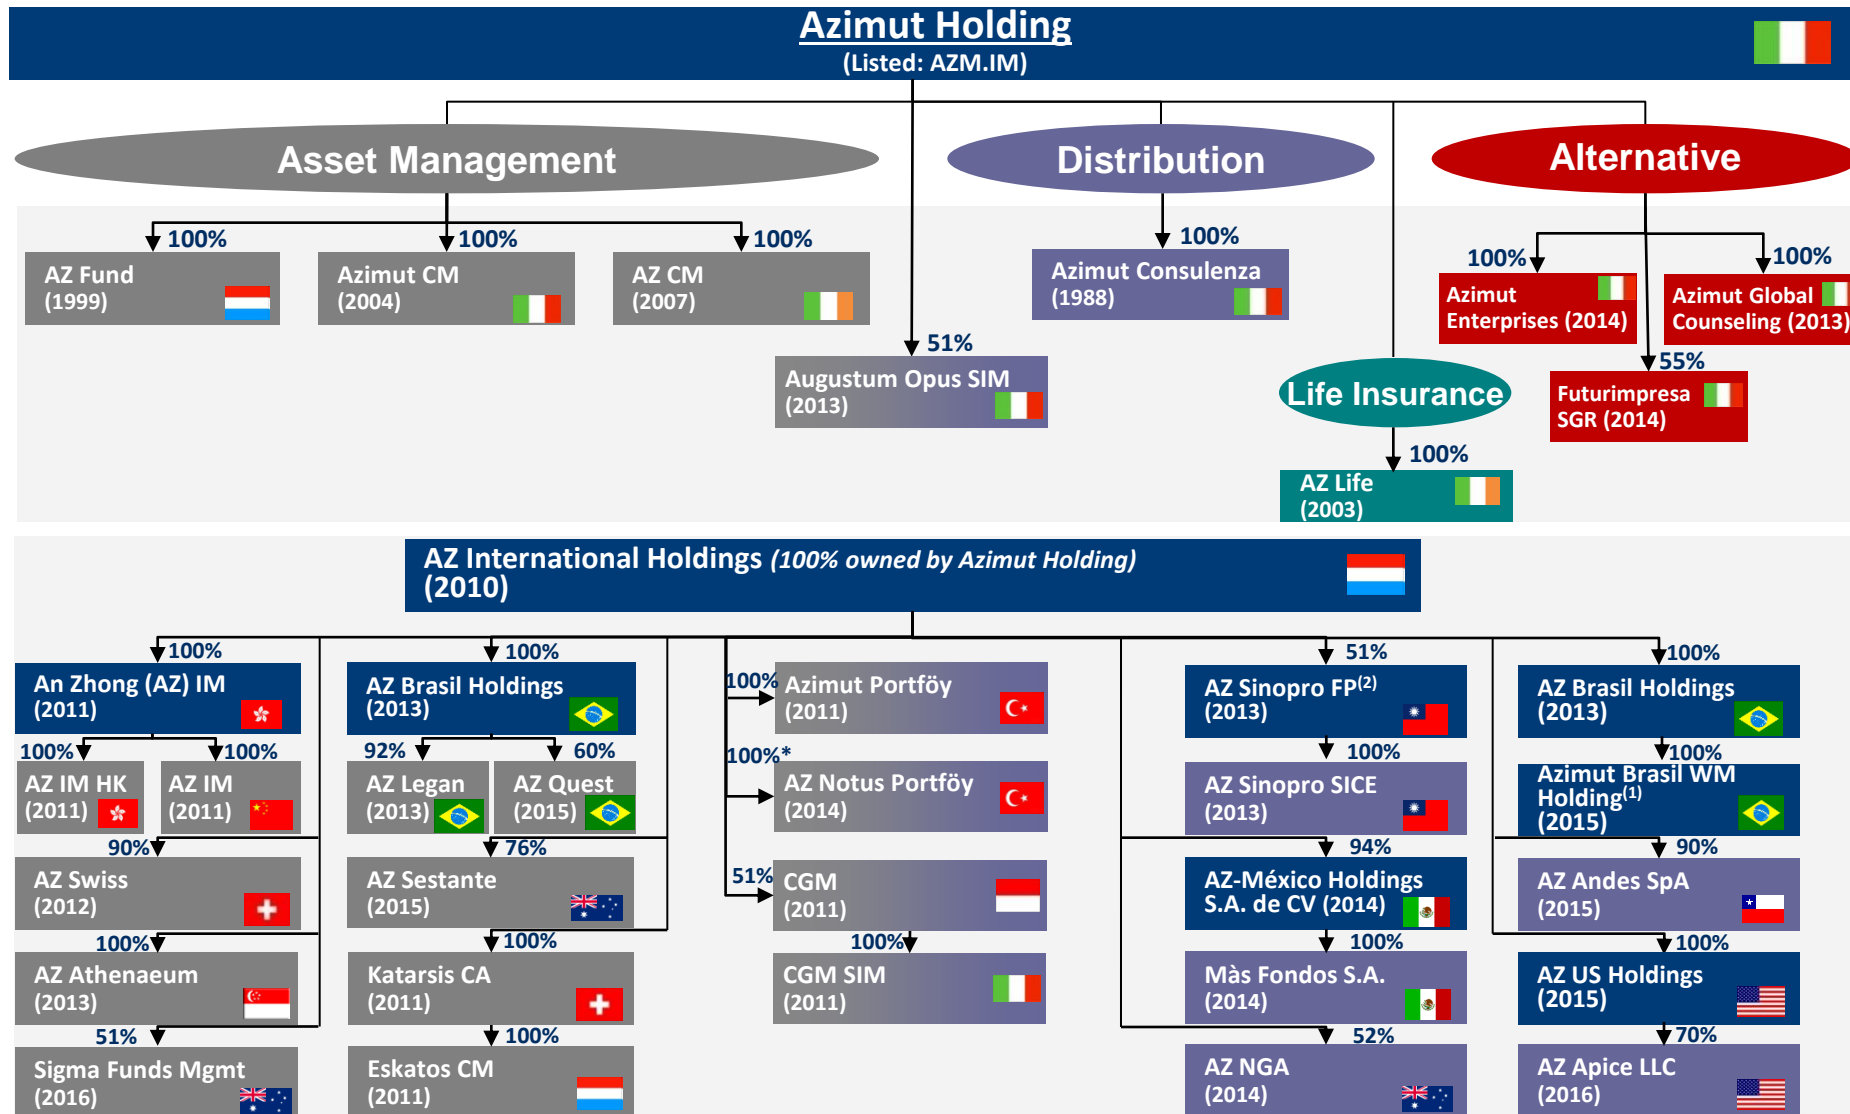 Azimut Holding
(Listed: AZM.IM)
Asset Management
Distribution
Alternative
100%
100%
100%
100%
100%
100%
AZ Fund
(1999)
Azimut CM
(2004)
AZ CM
(2007)
Azimut Consulenza
(1988)
Azimut
Enterprises (2014)
Azimut Global
Counseling (2013)
51%
55%
Augustum Opus SIM
(2013)
Life Insurance
Futurimpresa
SGR (2014)
100%
AZ Life
(2003)
AZ International Holdings (100% owned by Azimut Holding)
(2010)
100%
An Zhong (AZ) IM
(2011)
100%
100%
AZ IM HK
(2011)
AZ IM
(2011)
90%
AZ Swiss
(2012)
100%
AZ Athenaeum
(2013)
51%
Sigma Funds Mgmt
(2016)
100%
AZ Brasil Holdings
(2013)
92%
60%
AZ Legan
(2013)
AZ Quest
(2015)
76%
AZ Sestante
(2015)
100%
Katarsis CA
(2011)
100%
Eskatos CM
(2011)
100%
Azimut Portföy
(2011)
100%*
AZ Notus Portföy
(2014)
51%
CGM
(2011)
100%
CGM SIM
(2011)
51%
AZ Sinopro FP(2)
(2013)
100%
AZ Sinopro SICE
(2013)
94%
AZ-México Holdings
S.A. de CV (2014)
100%
Màs Fondos S.A.
(2014)
52%
AZ NGA
(2014)
100%
AZ Brasil Holdings
(2013)
100%
Azimut Brasil WM
Holding(1)
(2015)
90%
AZ Andes SpA
(2015)
100%
AZ US Holdings
(2015)
70%
AZ Apice LLC
(2016)